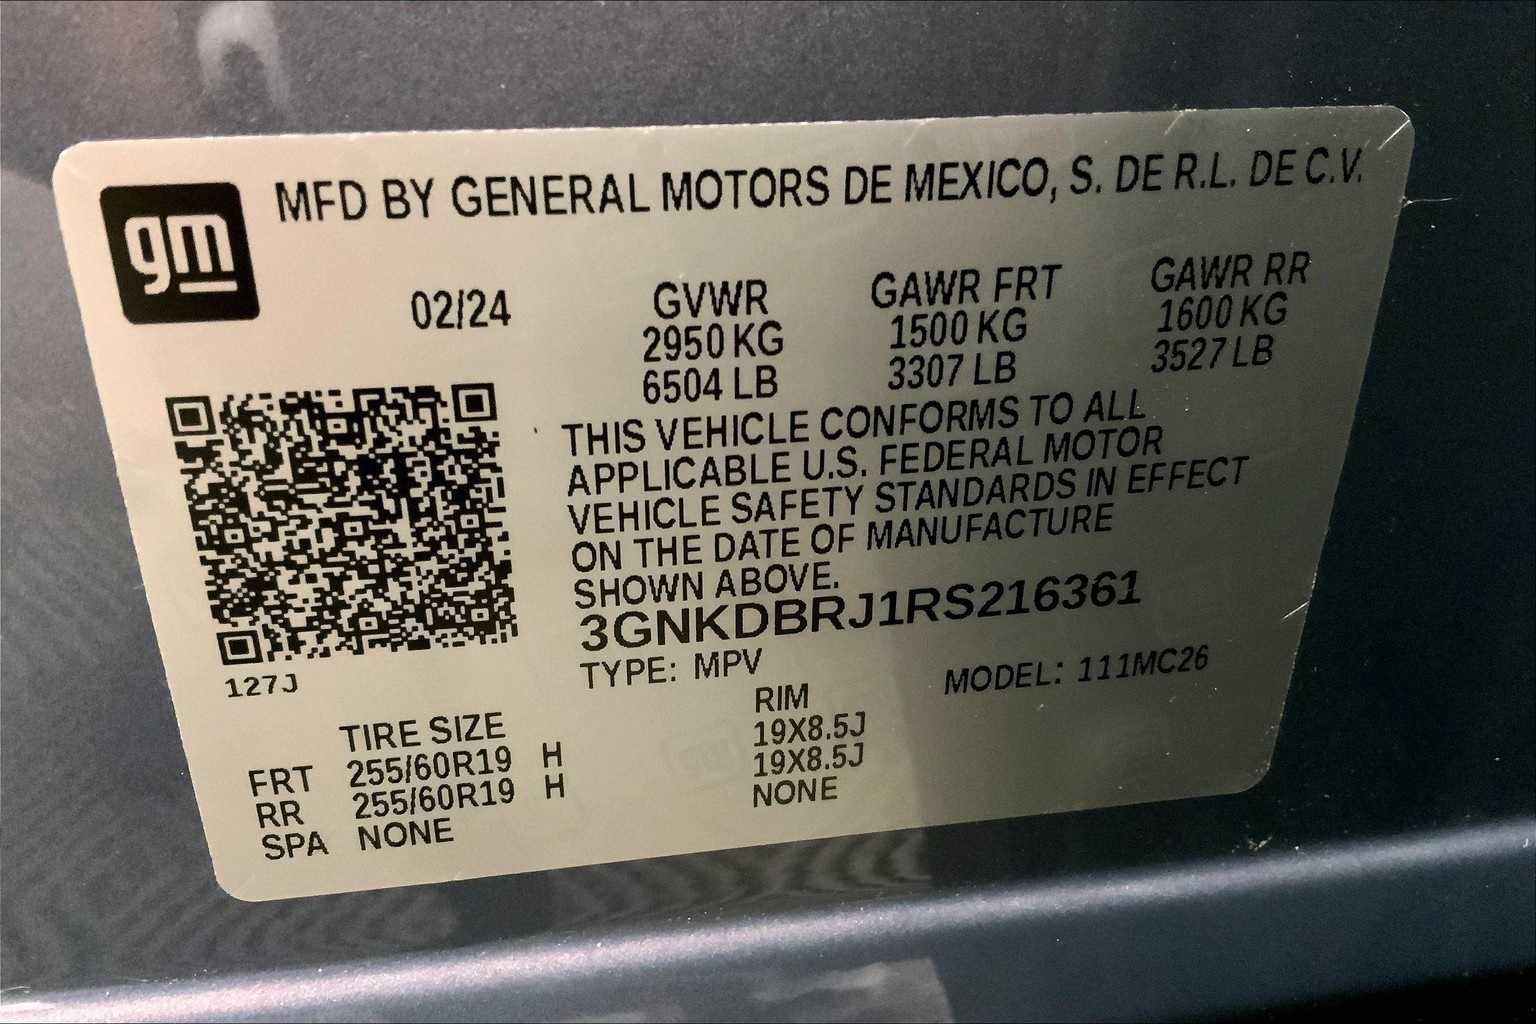 gm
MFD BY GENERAL MOTORS DE MEXICO, S. DE R.L. DE C.V.
02/24 GVWR GAWR FRT GAWR RR
2950 KG 1500 KG 1600 KG
6504 LB 3307 LB 3527 LB
THIS VEHICLE CONFORMS TO ALL
APPLICABLE U.S. FEDERAL MOTOR
VEHICLE SAFETY STANDARDS IN EFFECT
ON THE DATE OF MANUFACTURE
SHOWN ABOVE.
3GNKDBRJ1RS216361
127J
TYPE: MPV MODEL: 111MC26
TIRE SIZE RIM
FRT 255/60R19 H 19X8.5J
RR 255/60R19 H 19X8.5J
SPA NONE NONE